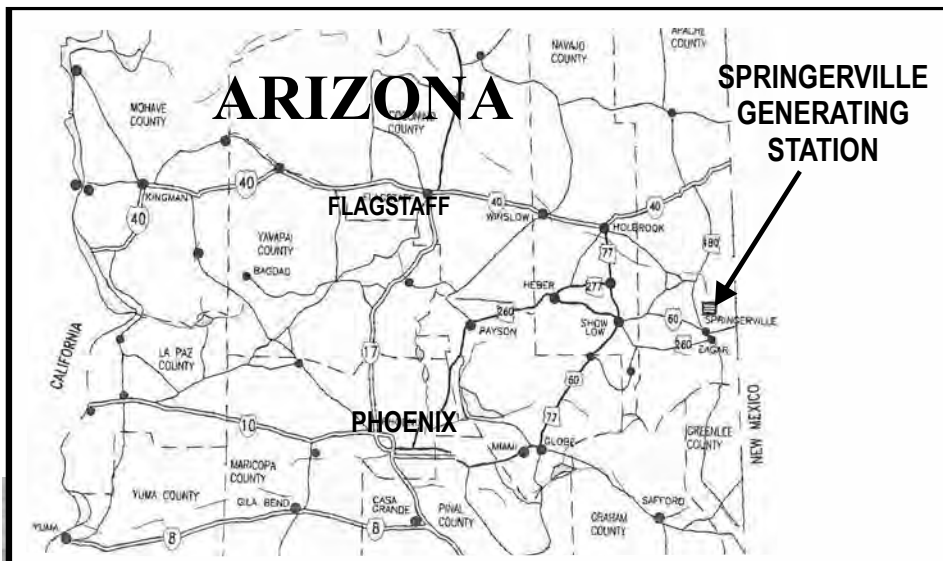 APACHE
COUNTY
NAVAJO
COUNTY
SPRINGERVILLE
GENERATING
STATION
ARIZONA
MOHAVE
COUNTY
COCONINO
COUNTY
40
KINGMAN
40
FLAGSTAFF
FLAGSTAFF
40
WINSLOW
40
HOLBROOK
YAVAPAI
COUNTY
BAGDAD
77
180
HEBER
277
260
PAYSON
SHOW
LOW
60
SPRINGERVILLE
260
EAGAR
CALIFORNIA
LA PAZ
COUNTY
17
60
77
NEW MEXICO
10
PHOENIX
MIAMI
GLOBE
GREENLEE
COUNTY
MARICOPA
COUNTY
YUMA COUNTY
GILA BEND
CASA
GRANDE
PINAL
COUNTY
SAFFORD
GRAHAM
COUNTY
YUMA
8
8